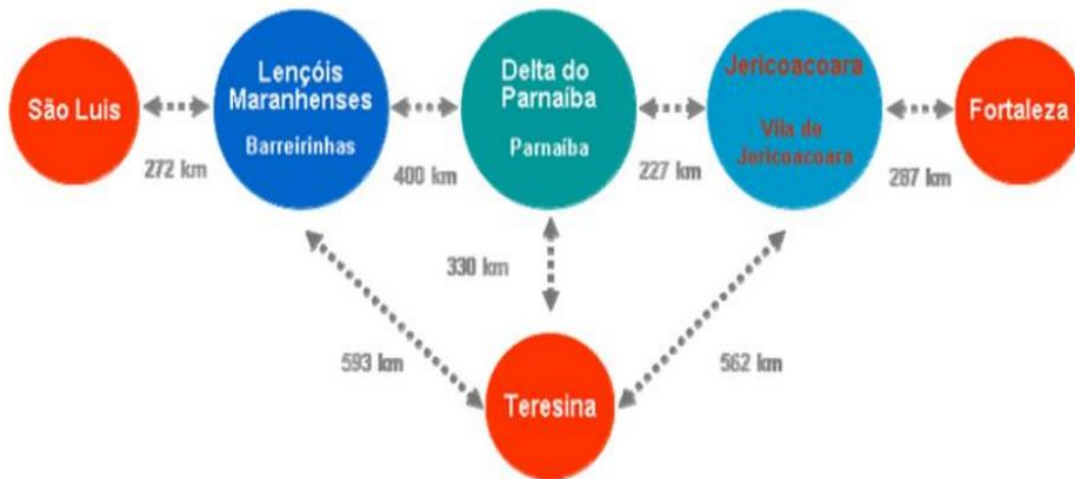 São Luis
Lençóis
Maranhenses
Barreirinhas
Delta do
Parnaíba
Parnaíba
Jericoacoara
Vila de
Jericoacoara
Fortaleza
272 km
400 km
227 km
287 km
330 km
593 km
562 km
Teresina